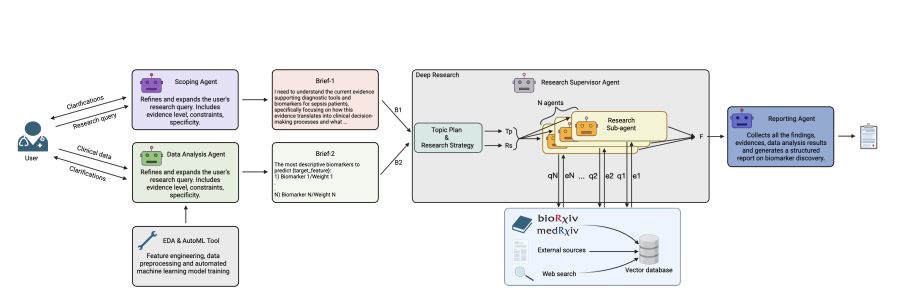 Deep Research
Scoping Agent
Refines and expands the user's
research query. Includes
evidence level, constraints,
specificity.
Brief-1
I need to understand the current evidence
supporting diagnostic tools and
biomarkers for sepsis patients,
specifically focusing on how this
evidence translates into clinical decision
making processes and what ...
Research Supervisor Agent
N agents
Research
Sub-agent
Clarifications
Research query
User
Clinical data
Clarifications
B1
B2
Topic Plan
&
Research Strategy
Tp
Rs
F
Reporting Agent
Collects all the findings,
evidences, data analysis results
and generates a structured
report on biomarker discovery.
Data Analysis Agent
Refines and expands the user's
research query. Includes
evidence level, constraints,
specificity.
Brief-2
The most descriptive biomarkers to
predict {target_feature}:
1) Biomarker 1/Weight 1
..
N) Biomarker N/Weight N
qN eN ... q2 e2 q1 e1
EDA & AutoML Tool
Feature engineering, data
preprocessing and automated
machine learning model training
bioRxiv
medRxiv
External sources
Web search
Vector database